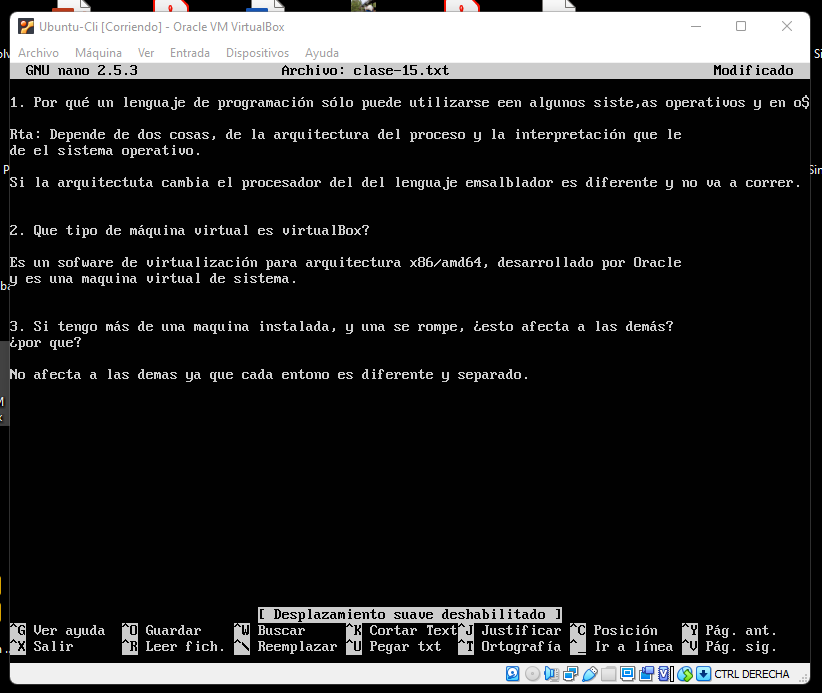 Ubuntu-Cli [Corriendo] - Oracle VM VirtualBox
Archivo Máquina Ver Entrada Dispositivos Ayuda
GNU nano 2.5.3 Archivo: clase-15.txt Modificado
1. Por qué un lenguaje de programación sólo puede utilizarse een algunos siste,as operativos y en o$
Rta: Depende de dos cosas, de la arquitectura del proceso y la interpretación que le
de el sistema operativo.
Si la arquitectuta cambia el procesador del del lenguaje emsalblador es diferente y no va a correr.
2. Que tipo de máquina virtual es virtualBox?
Es un sofware de virtualización para arquitectura x86/amd64, desarrollado por Oracle
y es una maquina virtual de sistema.
3. Si tengo más de una maquina instalada, y una se rompe, ¿esto afecta a las demás?
¿por que?
No afecta a las demas ya que cada entono es diferente y separado.
[ Desplazamiento suave deshabilitado ]
^G Ver ayuda ^O Guardar ^W Buscar ^K Cortar Text ^J Justificar ^C Posición ^Y Pág. ant.
^X Salir ^R Leer fich. ^\ Reemplazar ^U Pegar txt ^T Ortografía ^_ Ir a línea ^V Pág. sig.
CTRL DERECHA